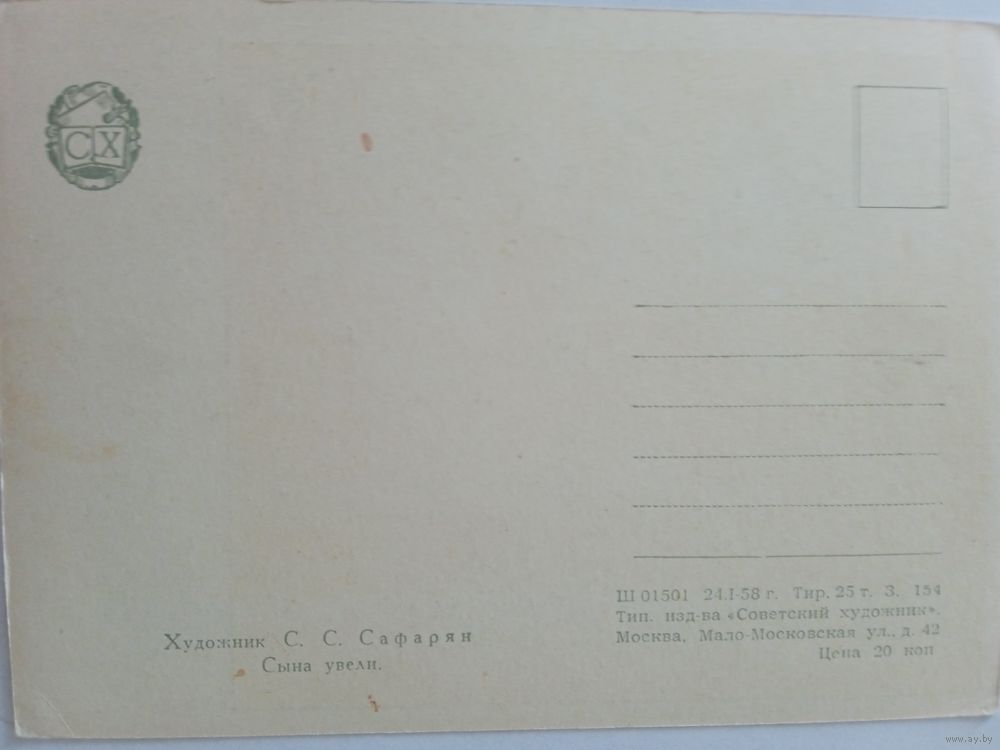 СХ
Художник С. С. Сафарян
Сына увели.
Ш 01501 24.I-58 г. Тир. 25 т. З. 154
Тип. изд-ва «Советский художник».
Москва, Мало-Московская ул., д. 42
Цена 20 коп
www.ay.by